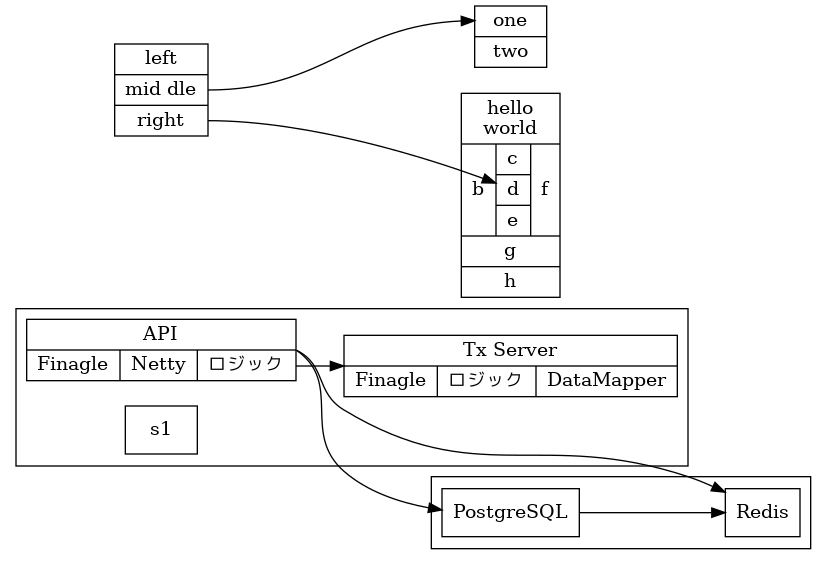 left
mid dle
right
one
two
hello
world
b
c
d
e
f
g
h
API
Finagle
Netty
ロジック
Tx Server
Finagle
ロジック
DataMapper
s1
PostgreSQL
Redis